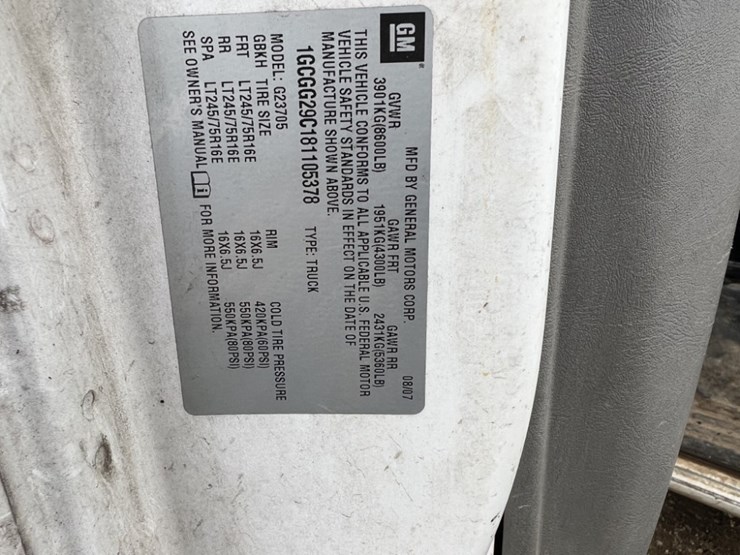 GM
MFD BY GENERAL MOTORS CORP 08/07
GVWR GAWR FRT GAWR RR
3901KG(8600LB) 1951KG(4300LB) 2431KG(5360LB)
THIS VEHICLE CONFORMS TO ALL APPLICABLE U.S. FEDERAL MOTOR
VEHICLE SAFETY STANDARDS IN EFFECT ON THE DATE OF
MANUFACTURE SHOWN ABOVE.
1GCGG29C181105378 TYPE: TRUCK
MODEL: G23705
GBKH TIRE SIZE RIM COLD TIRE PRESSURE
FRT LT245/75R16E 16X6.5J 420KPA(60PSI)
RR LT245/75R16E 16X6.5J 550KPA(80PSI)
SPA LT245/75R16E 16X6.5J 550KPA(80PSI)
SEE OWNER'S MANUAL FOR MORE INFORMATION.